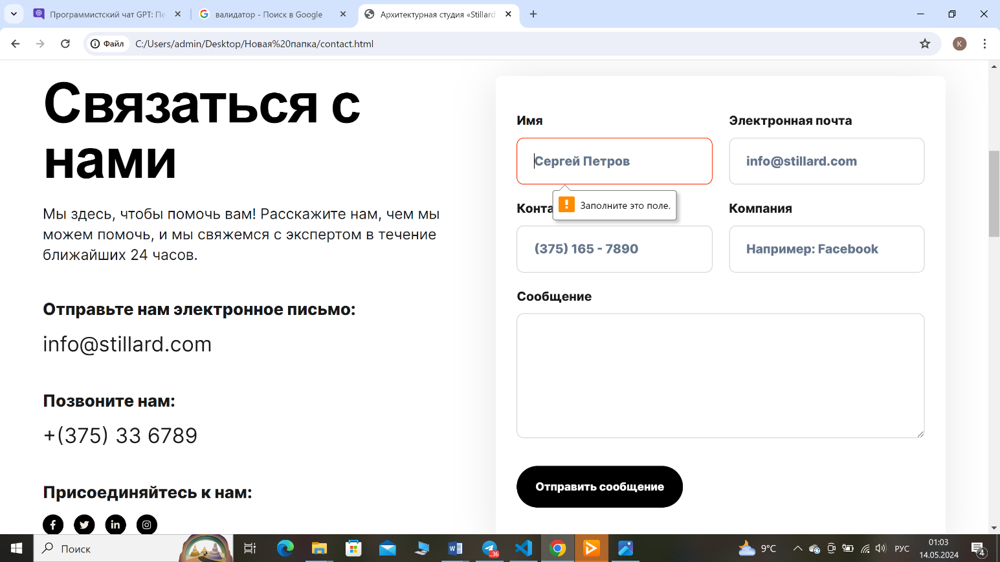 Программистский чат GPT: Пе
валидатор - Поиск в Google
Архитектурная студия «Stillard
Файл
C:/Users/admin/Desktop/Новая%20папка/contact.html
K
Связаться с
нами
Мы здесь, чтобы помочь вам! Расскажите нам, чем мы
можем помочь, и мы свяжемся с экспертом в течение
ближайших 24 часов.
Отправьте нам электронное письмо:
info@stillard.com
Позвоните нам:
+(375) 33 6789
Присоединяйтесь к нам:
Имя
Электронная почта
Сергей Петров
info@stillard.com
Заполните это поле.
Конта
Компания
(375) 165 - 7890
Например: Facebook
Сообщение
Отправить сообщение
Поиск
..36
9°C
РУС
01:03
14.05.2024
4